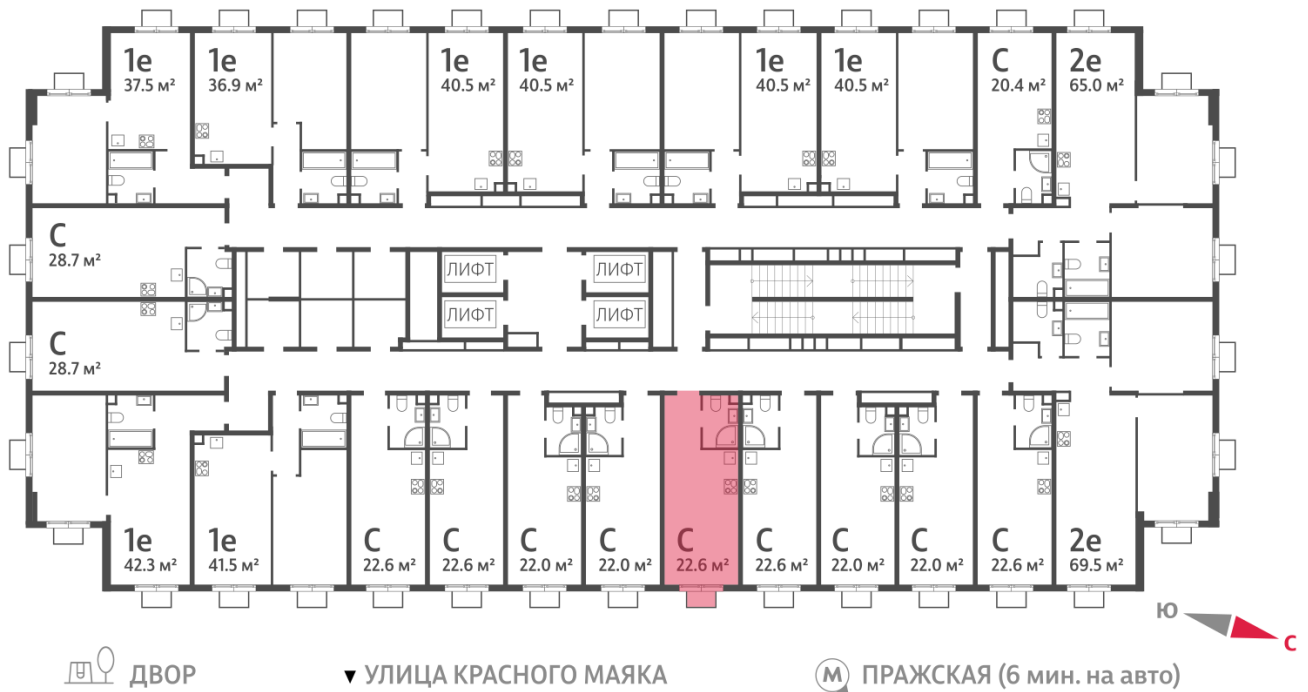 1е
37.5 м²
1е
36.9 м²
1е
40.5 м²
1е
40.5 м²
1е
40.5 м²
1е
40.5 м²
С
20.4 м²
2е
65.0 м²
С
28.7 м²
ЛИФТ
ЛИФТ
ЛИФТ
ЛИФТ
С
28.7 м²
1е
42.3 м²
1е
41.5 м²
С
22.6 м²
С
22.6 м²
С
22.0 м²
С
22.0 м²
С
22.6 м²
С
22.6 м²
С
22.0 м²
С
22.0 м²
С
22.6 м²
2е
69.5 м²
Ю
С
ДВОР
УЛИЦА КРАСНОГО МАЯКА
М ПРАЖСКАЯ (6 мин. на авто)